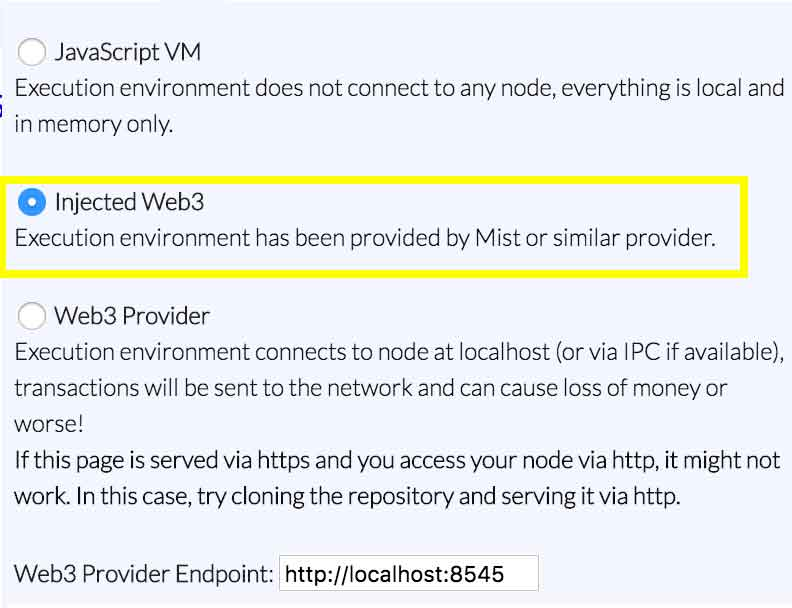 JavaScript VM
Execution environment does not connect to any node, everything is local and
in memory only.
Injected Web3
Execution environment has been provided by Mist or similar provider.
Web3 Provider
Execution environment connects to node at localhost (or via IPC if available),
transactions will be sent to the network and can cause loss of money or
worse!
If this page is served via https and you access your node via http, it might not
work. In this case, try cloning the repository and serving it via http.
Web3 Provider Endpoint: http://localhost:8545